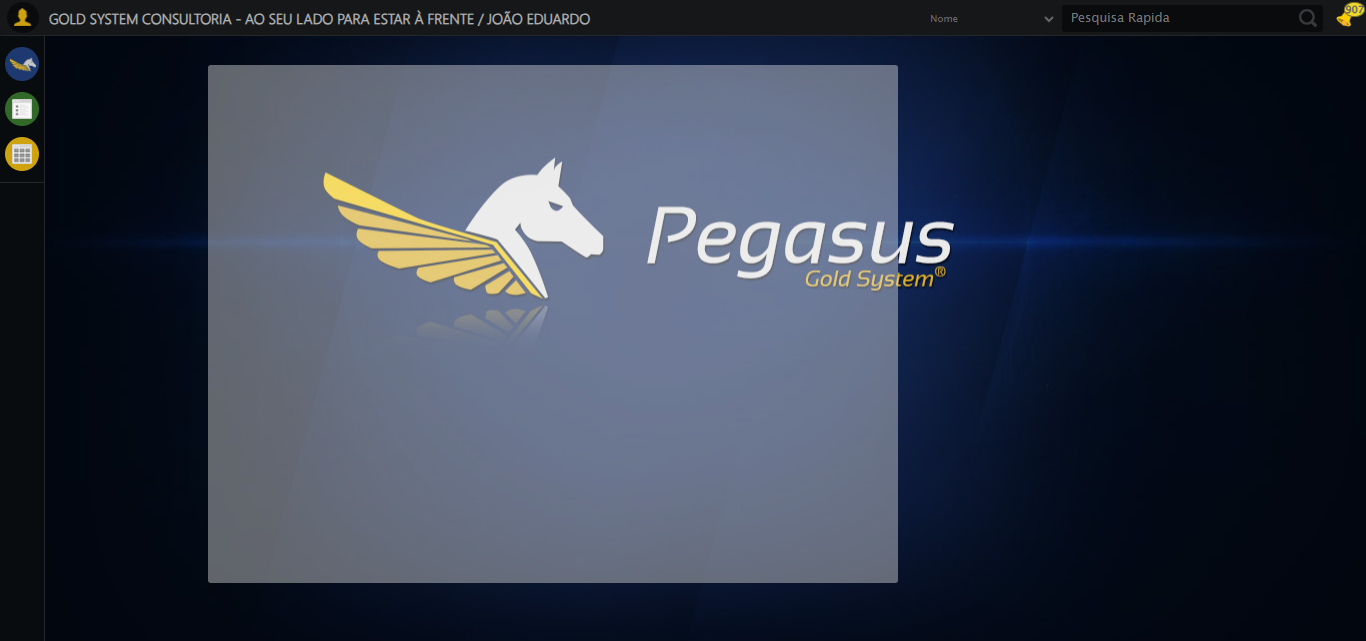 GOLD SYSTEM CONSULTORIA - AO SEU LADO PARA ESTAR À FRENTE / JOÃO EDUARDO
Nome
Pesquisa Rapida
907
Pegasus
Gold System®